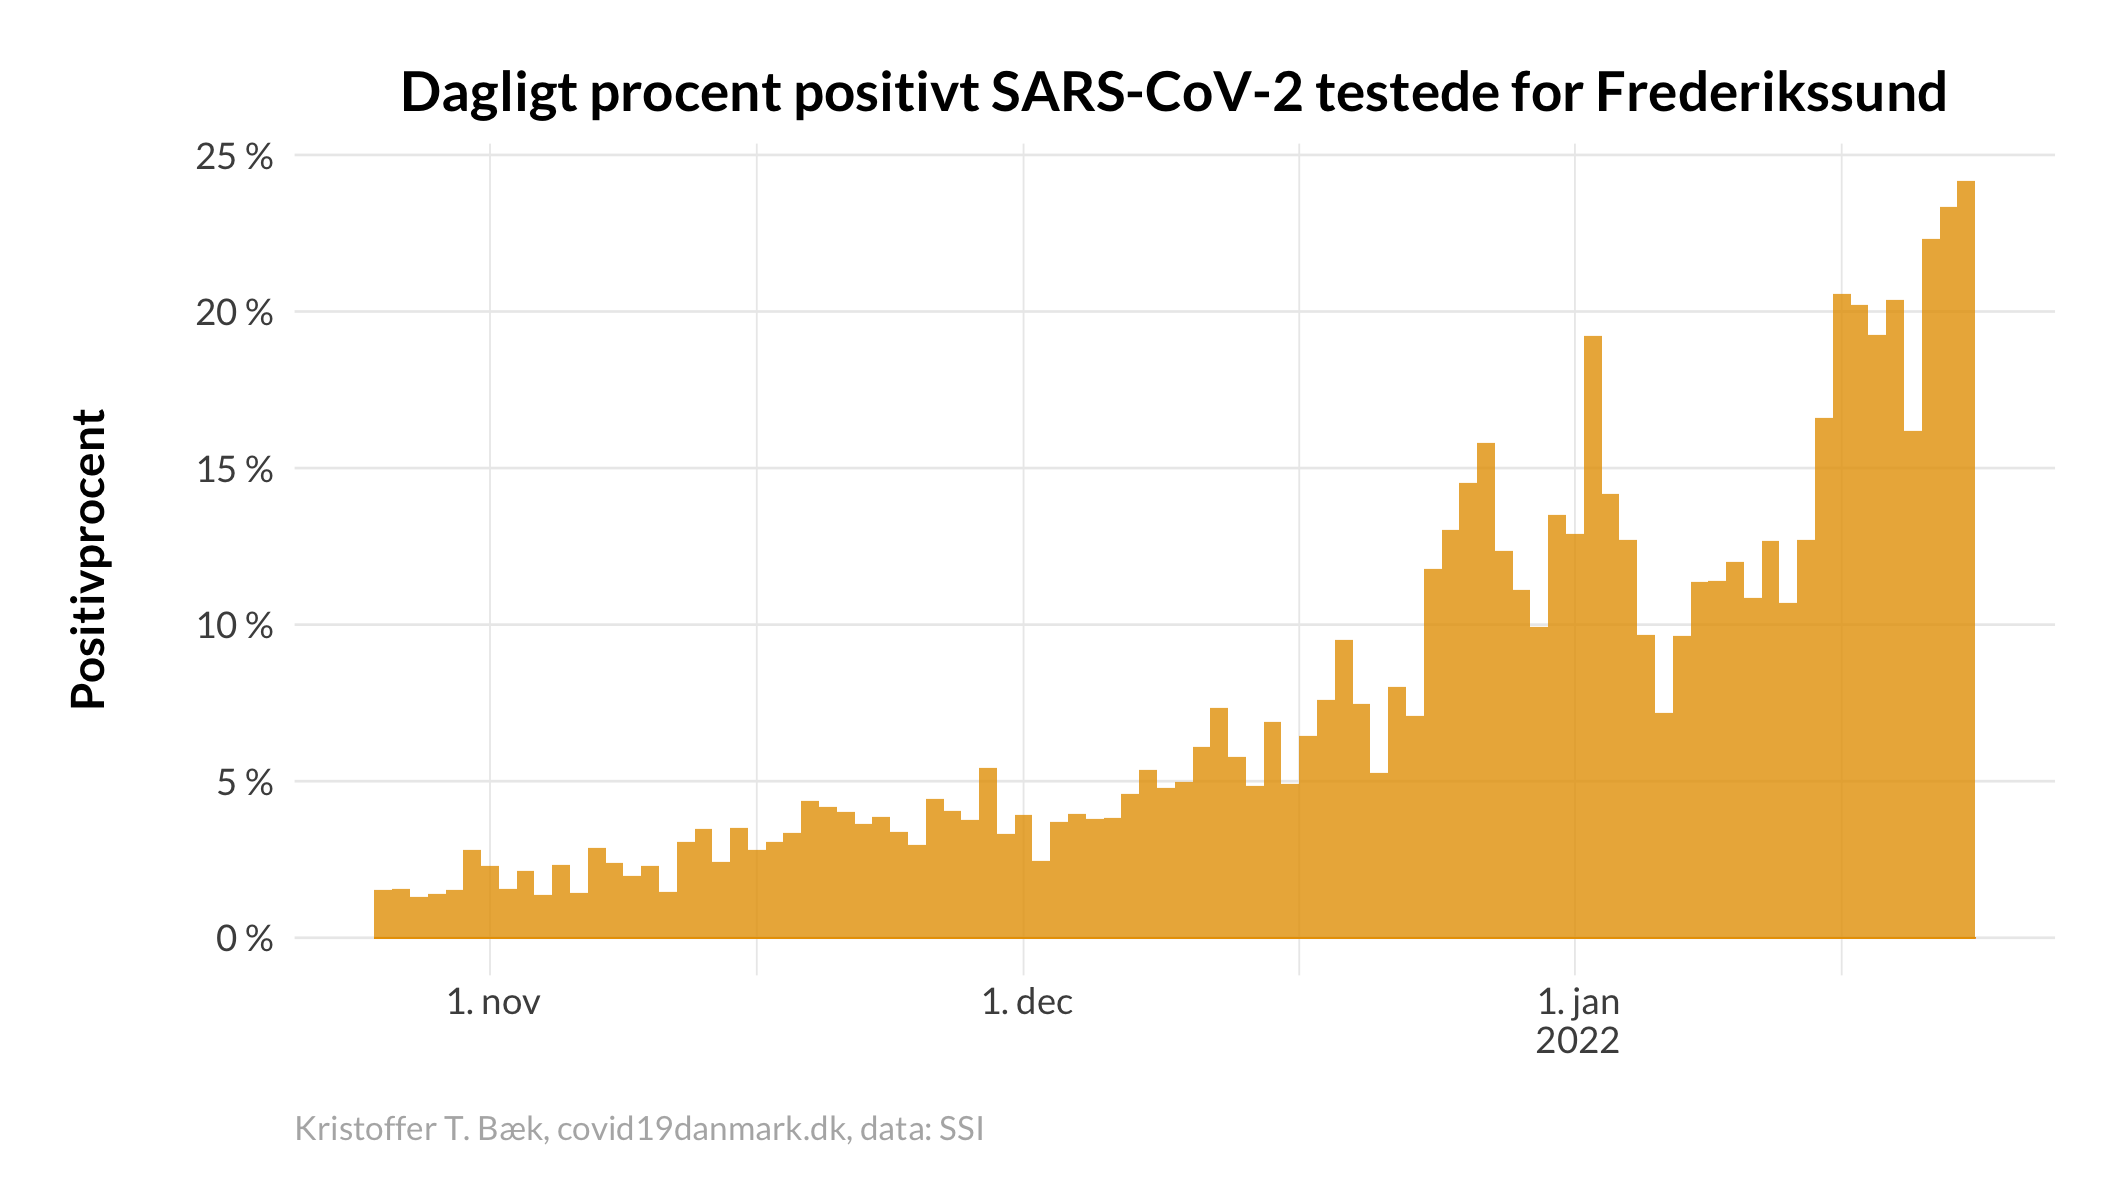 Dagligt procent positivt SARS-CoV-2 testede for Frederikssund
Positivprocent
25 %
20 %
15 %
10 %
5 %
0 %
1. nov
1. dec
1. jan
2022
Kristoffer T. Bæk, covid19danmark.dk, data: SSI